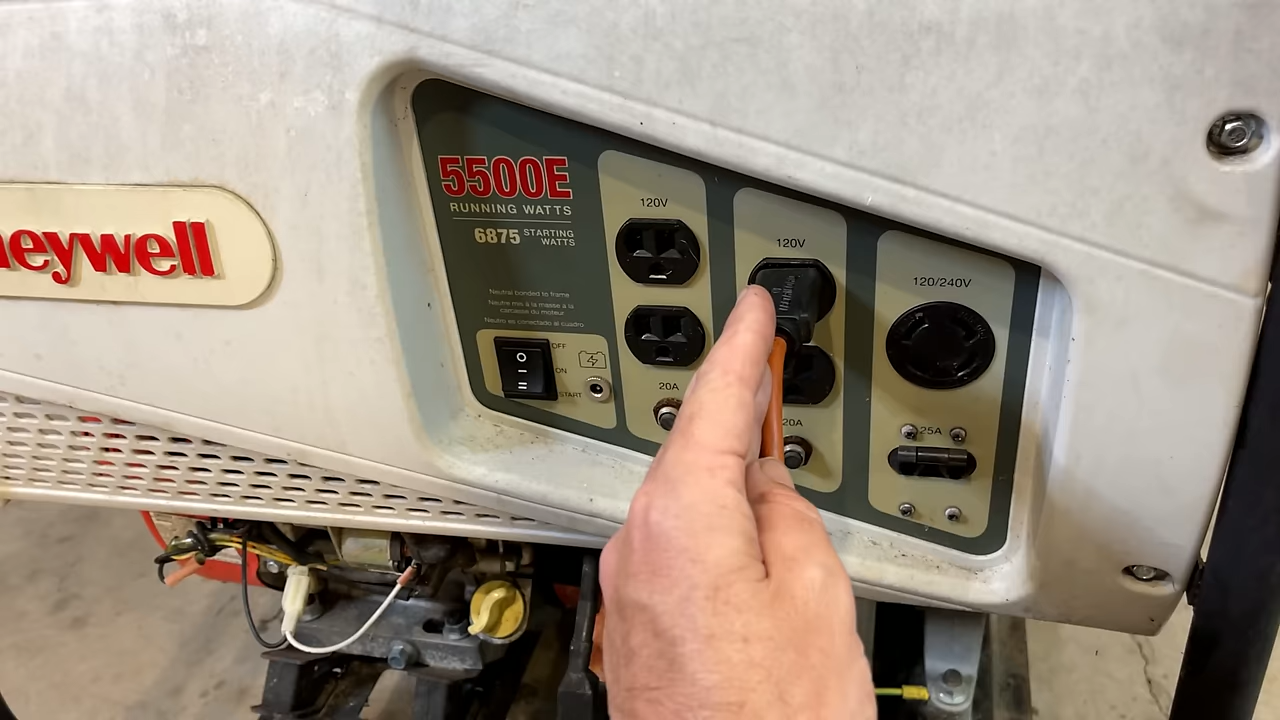 neywell
5500E
RUNNING WATTS
6875 STARTING
WATTS
Neutral bonded to frame
Neutre mis à la masse à la
carcasse du moteur
Neutro es conectado al cuadro
OFF
ON
START
120V
20A
120V
20A
120/240V
25A